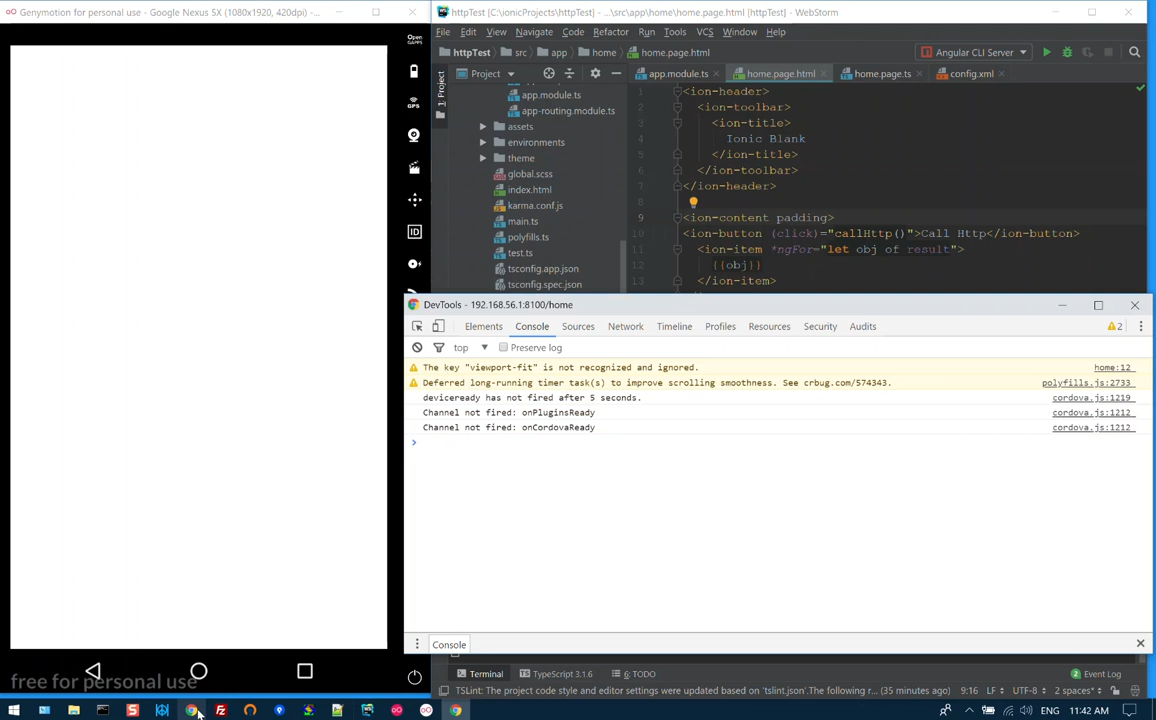 Genymotion for personal use - Google Nexus 5X (1080x1920, 420dpi) -...
Open
GAPPS
GPS
ID
free for personal use
httpTest [C:\ionicProjects\httpTest] - ...\src\app\home\home.page.html [httpTest] - WebStorm
File Edit View Navigate Code Refactor Run Tools VCS Window Help
httpTest src app home home.page.html Angular CLI Server
1: Project
Project
app.module.ts home.page.html home.page.ts config.xml
app.module.ts
app-routing.module.ts
assets
environments
theme
global.scss
index.html
karma.conf.js
main.ts
polyfills.ts
test.ts
tsconfig.app.json
tsconfig.spec.json
1 <ion-header>
2 <ion-toolbar>
3 <ion-title>
4 Ionic Blank
5 </ion-title>
6 </ion-toolbar>
7 </ion-header>
8
9 <ion-content padding>
10 <ion-button (click)="callHttp()">Call Http</ion-button>
11 <ion-item *ngFor="let obj of result">
12 {{obj}}
13 </ion-item>
DevTools - 192.168.56.1:8100/home
Elements Console Sources Network Timeline Profiles Resources Security Audits 2
top Preserve log
The key "viewport-fit" is not recognized and ignored. home:12
Deferred long-running timer task(s) to improve scrolling smoothness. See crbug.com/574343. polyfills.js:2733
deviceready has not fired after 5 seconds. cordova.js:1219
Channel not fired: onPluginsReady cordova.js:1212
Channel not fired: onCordovaReady cordova.js:1212
>
Console
Terminal TypeScript 3.1.6 6: TODO 2 Event Log
TSLint: The project code style and editor settings were updated based on 'tslint.json'.The following r... (35 minutes ago) 9:16 LF UTF-8 2 spaces*
ENG 11:42 AM